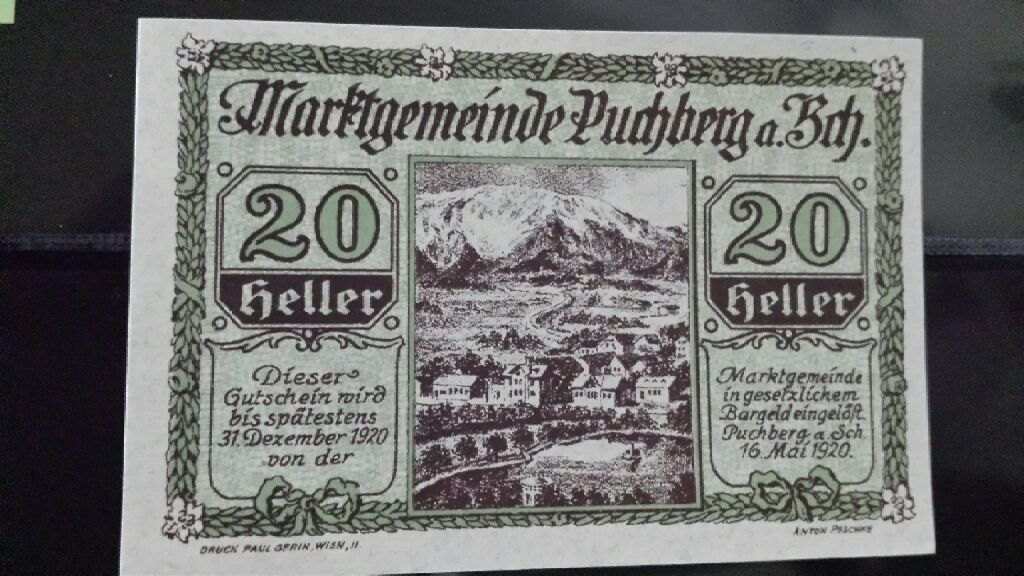 Marktgemeinde Puchberg a. Sch.
20
Heller
20
Heller
Dieser
Gutschein wird
bis spätestens
31. Dezember 1920
von der
Marktgemeinde
in gesetzlichem
Bargeld eingelöst.
Puchberg a. Sch
16. Mai 1920.
DRUCK PAUL GERIN, WIEN, II.
ANTON PESCHKE